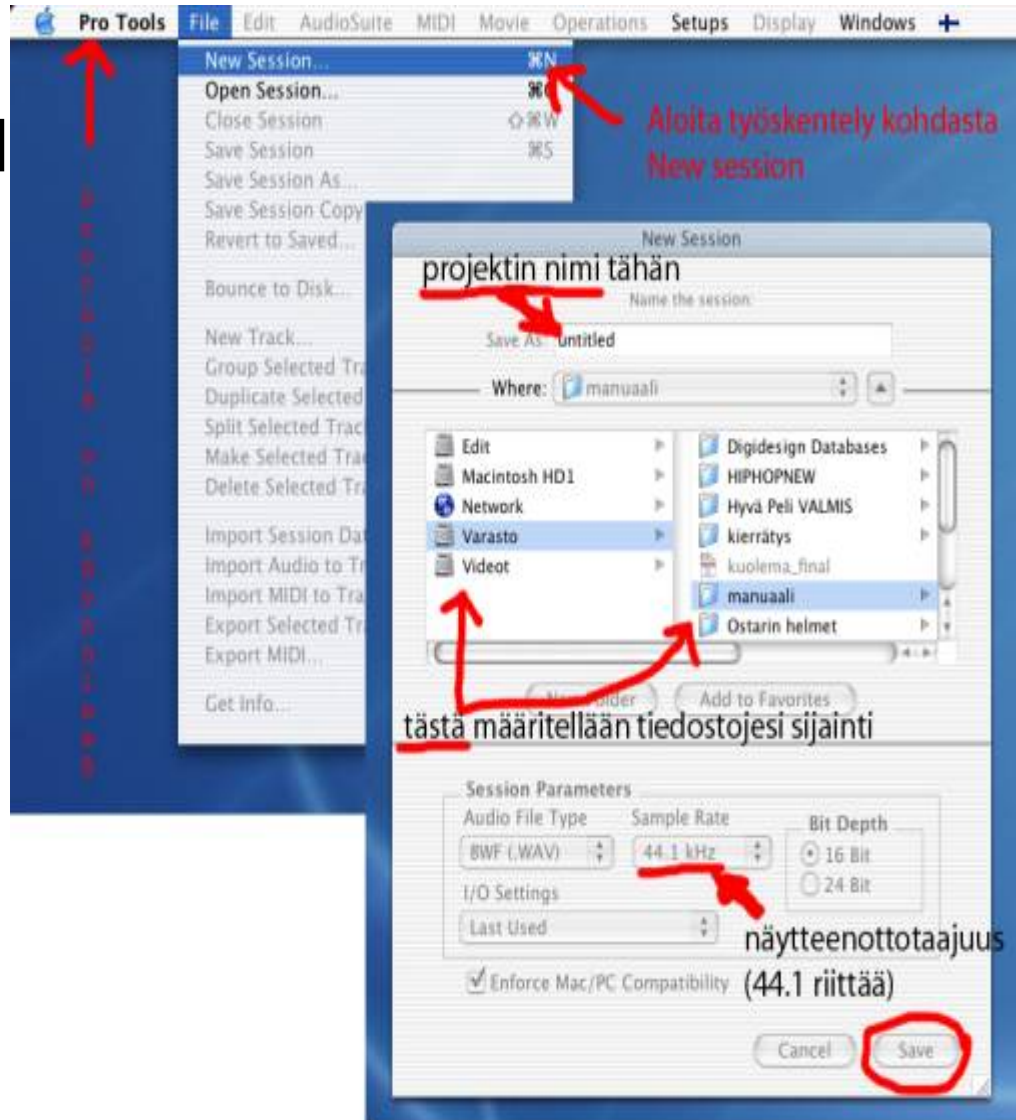 Pro Tools File Edit AudioSuite MIDI Movie Operations Setups Display Windows
New Session... ⌘N
Open Session... ⌘
Close Session ⇧⌘W
Save Session ⌘S
Save Session As...
Save Session Copy
Revert to Saved...
Bounce to Disk...
New Track...
Group Selected Tra
Duplicate Selected
Split Selected Trac
Make Selected Tra
Delete Selected Tr
Import Session Dat
Import Audio to Tr
Import MIDI to Tra
Export Selected Tr
Export MIDI...
Get Info...
Aloita työskentely kohdasta
New session
New Session
projektin nimi tähän
Name the session:
Save As: untitled
Where: manuaali
Edit
Macintosh HD1
Network
Varasto
Videot
Digidesign Databases
HIPHOPNEW
Hyvä Peli VALMIS
kierrätys
kuolema_final
manuaali
Ostarin helmet
New Folder Add to Favorites
tästä määritellään tiedostojesi sijainti
Session Parameters
Audio File Type Sample Rate Bit Depth
BWF (.WAV) 44.1 kHz 16 Bit
24 Bit
I/O Settings
Last Used
näytteenottotaajuus
(44.1 riittää)
Enforce Mac/PC Compatibility
Cancel Save